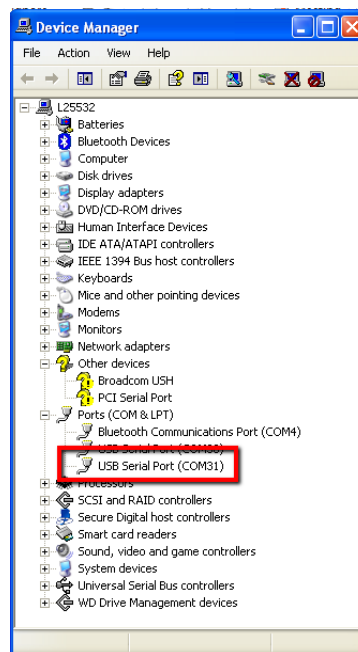 Device Manager
File Action View Help
L25532
Batteries
Bluetooth Devices
Computer
Disk drives
Display adapters
DVD/CD-ROM drives
Human Interface Devices
IDE ATA/ATAPI controllers
IEEE 1394 Bus host controllers
Keyboards
Mice and other pointing devices
Modems
Monitors
Network adapters
Other devices
Broadcom USH
PCI Serial Port
Ports (COM & LPT)
Bluetooth Communications Port (COM4)
USB Serial Port
USB Serial Port (COM31)
Processors
SCSI and RAID controllers
Secure Digital host controllers
Smart card readers
Sound, video and game controllers
System devices
Universal Serial Bus controllers
WD Drive Management devices